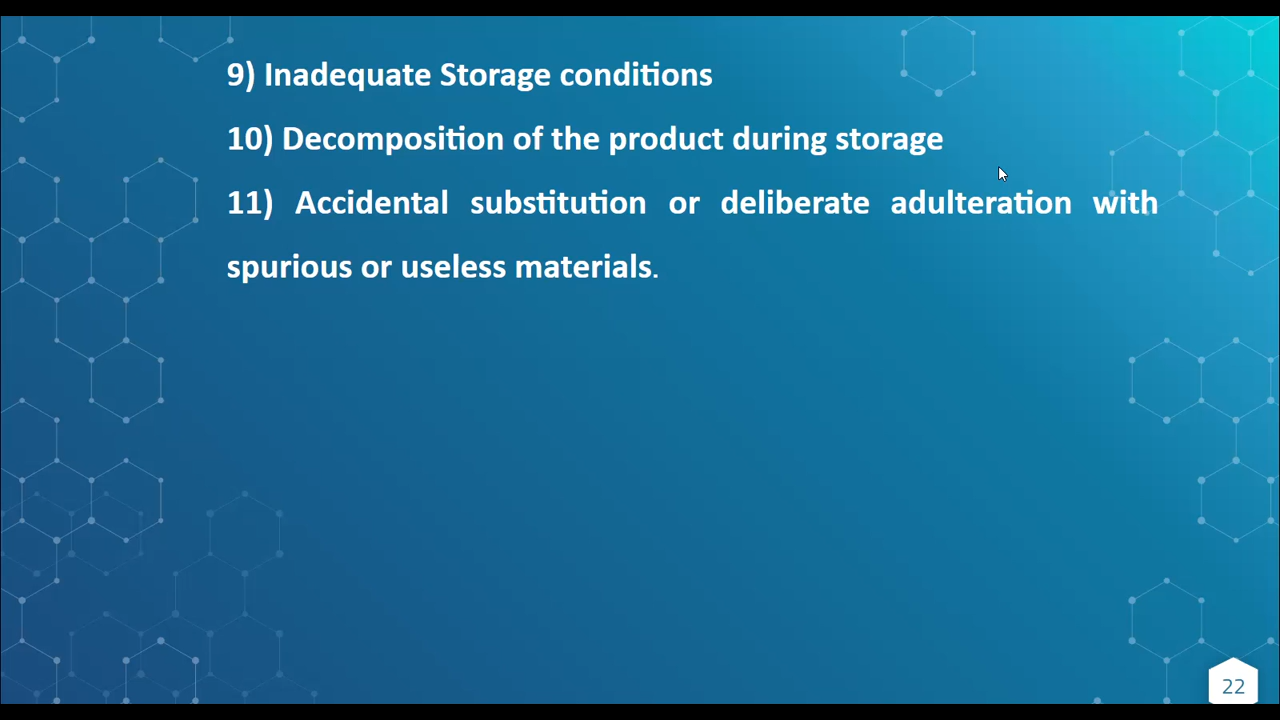 9) Inadequate Storage conditions
10) Decomposition of the product during storage
11) Accidental substitution or deliberate adulteration with
spurious or useless materials.
22